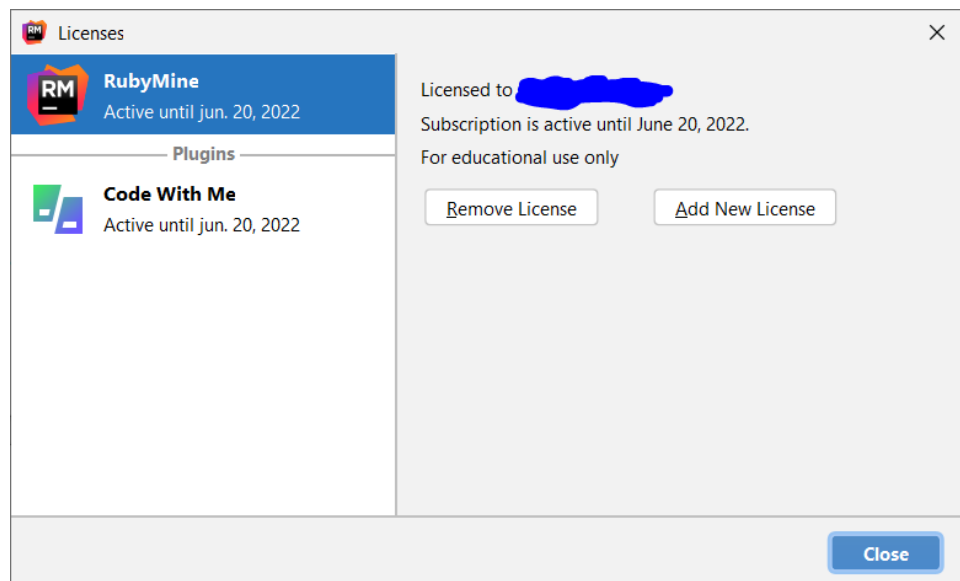 RM Licenses
RM RubyMine
Active until jun. 20, 2022
Plugins
Code With Me
Active until jun. 20, 2022
Licensed to
Subscription is active until June 20, 2022.
For educational use only
Remove License Add New License
Close